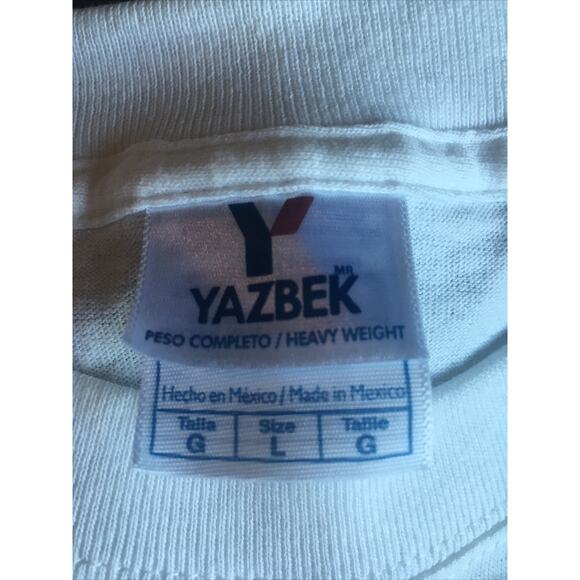 Y
YAZBEK MR
PESO COMPLETO / HEAVY WEIGHT
Hecho en México / Made in Mexico
Talla Size Taille
G L G